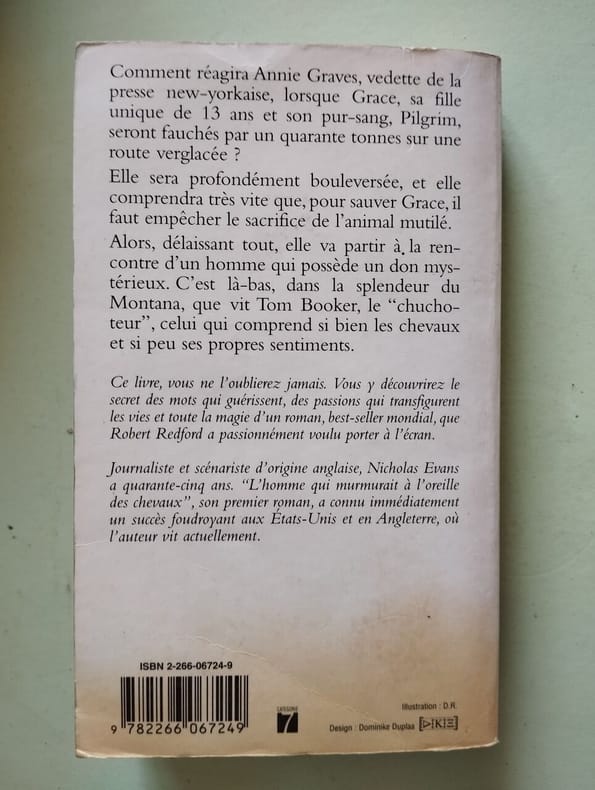 Comment réagira Annie Graves, vedette de la
presse new-yorkaise, lorsque Grace, sa fille
unique de 13 ans et son pur-sang, Pilgrim,
seront fauchés par un quarante tonnes sur une
route verglacée ?
Elle sera profondément bouleversée, et elle
comprendra très vite que, pour sauver Grace, il
faut empêcher le sacrifice de l'animal mutilé.
Alors, délaissant tout, elle va partir à la ren-
contre d'un homme qui possède un don mys-
térieux. C'est là-bas, dans la splendeur du
Montana, que vit Tom Booker, le “chucho-
teur”, celui qui comprend si bien les chevaux
et si peu ses propres sentiments.
Ce livre, vous ne l'oublierez jamais. Vous y découvrirez le
secret des mots qui guérissent, des passions qui transfigurent
les vies et toute la magie d'un roman, best-seller mondial, que
Robert Redford a passionnément voulu porter à l'écran.
Journaliste et scénariste d'origine anglaise, Nicholas Evans
a quarante-cinq ans. “L'homme qui murmurait à l'oreille
des chevaux”, son premier roman, a connu immédiatement
un succès foudroyant aux États-Unis et en Angleterre, où
l'auteur vit actuellement.
ISBN 2-266-06724-9
9 782266 067249
CATÉGORIE
7
Illustration : D.R.
Design : Dominike Duplaa